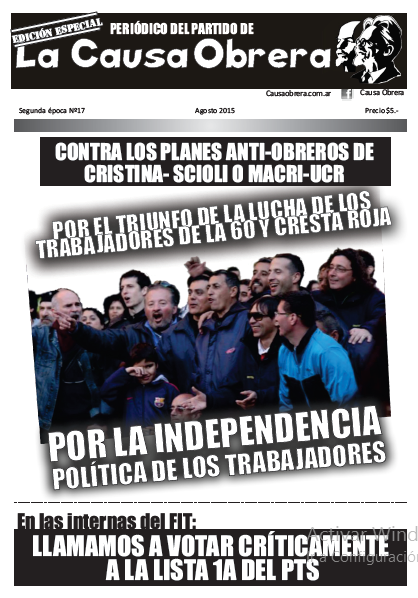 EDICIÓN ESPECIAL
PERIÓDICO DEL PARTIDO DE
La Causa Obrera
Causaobrera.com.ar
f Causa Obrera
Segunda época Nº17 Agosto 2015 Precio $5.-
CONTRA LOS PLANES ANTI-OBREROS DE
CRISTINA- SCIOLI O MACRI-UCR
POR EL TRIUNFO DE LA LUCHA DE LOS
TRABAJADORES DE LA 60 Y CRESTA ROJA
POR LA INDEPENDENCIA
POLÍTICA DE LOS TRABAJADORES
En las internas del FIT:
LLAMAMOS A VOTAR CRÍTICAMENTE
A LA LISTA 1A DEL PTS
Activar Wind
Configuración